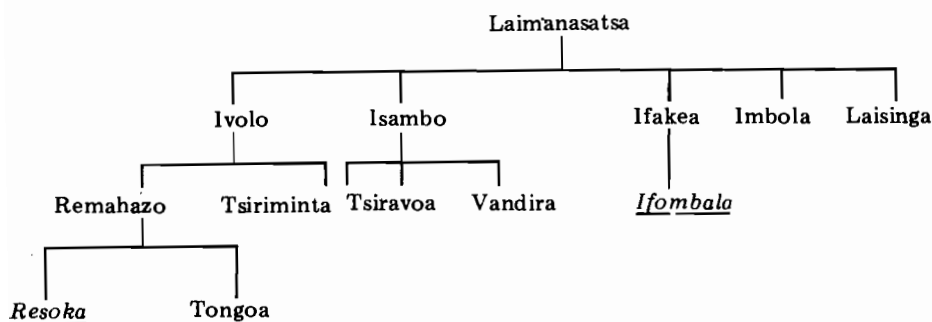 Laimanasatsa
Ivolo Isambo Ifakea Imbola Laisinga
Remahazo Tsiriminta Tsiravoa Vandira Ifombala
Resoka Tongoa